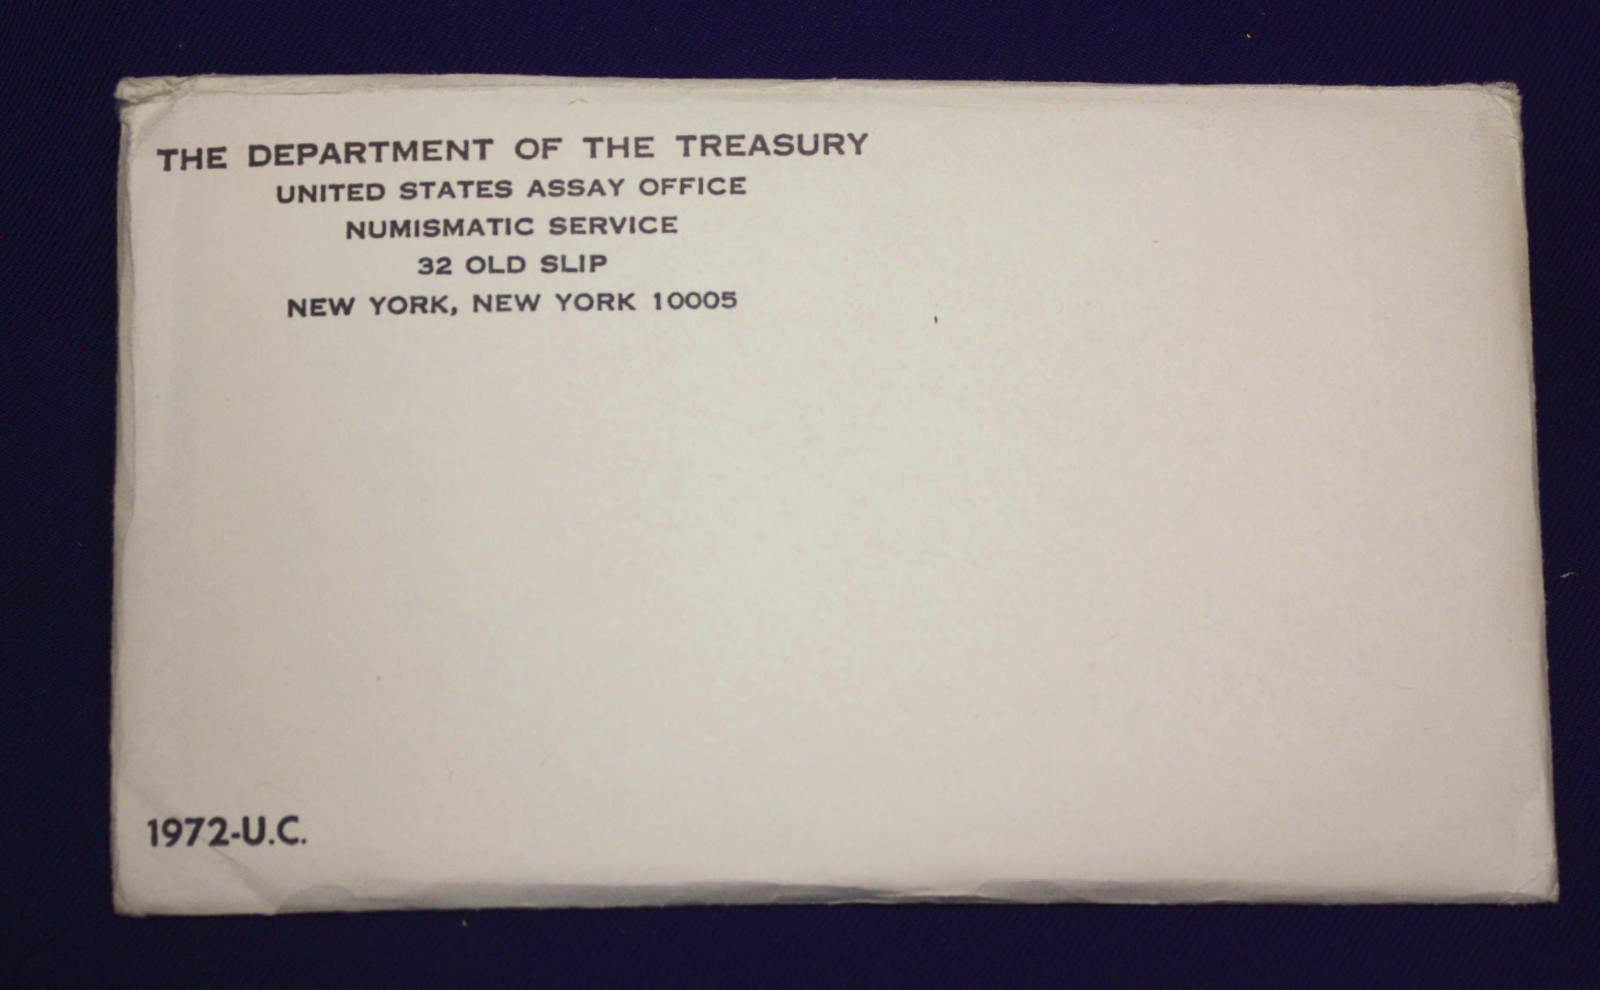 THE DEPARTMENT OF THE TREASURY
UNITED STATES ASSAY OFFICE
NUMISMATIC SERVICE
32 OLD SLIP
NEW YORK, NEW YORK 10005
1972-U.C.